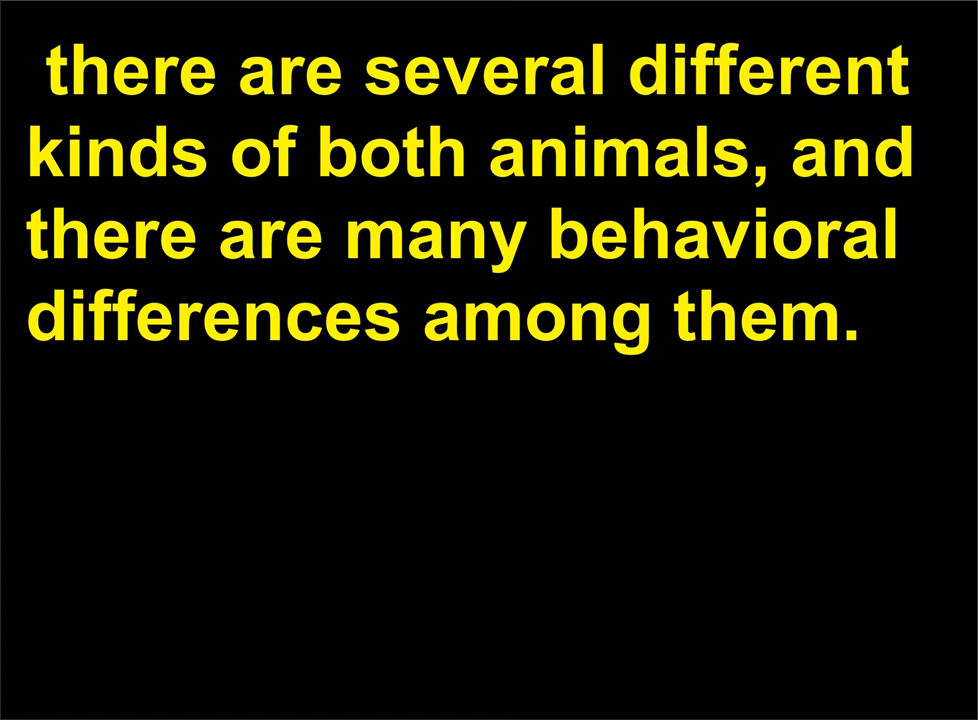 there are several different
kinds of both animals, and
there are many behavioral
differences among them.